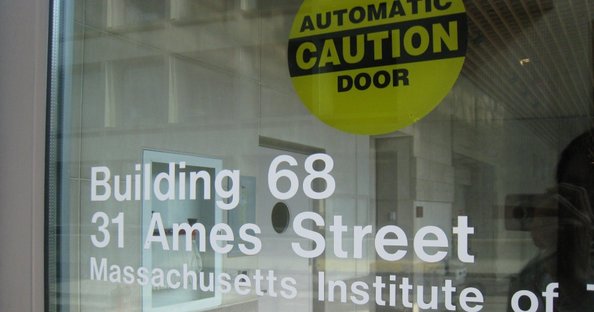 AUTOMATIC
CAUTION
DOOR
Building 68
31 Ames Street
Massachusetts Institute of